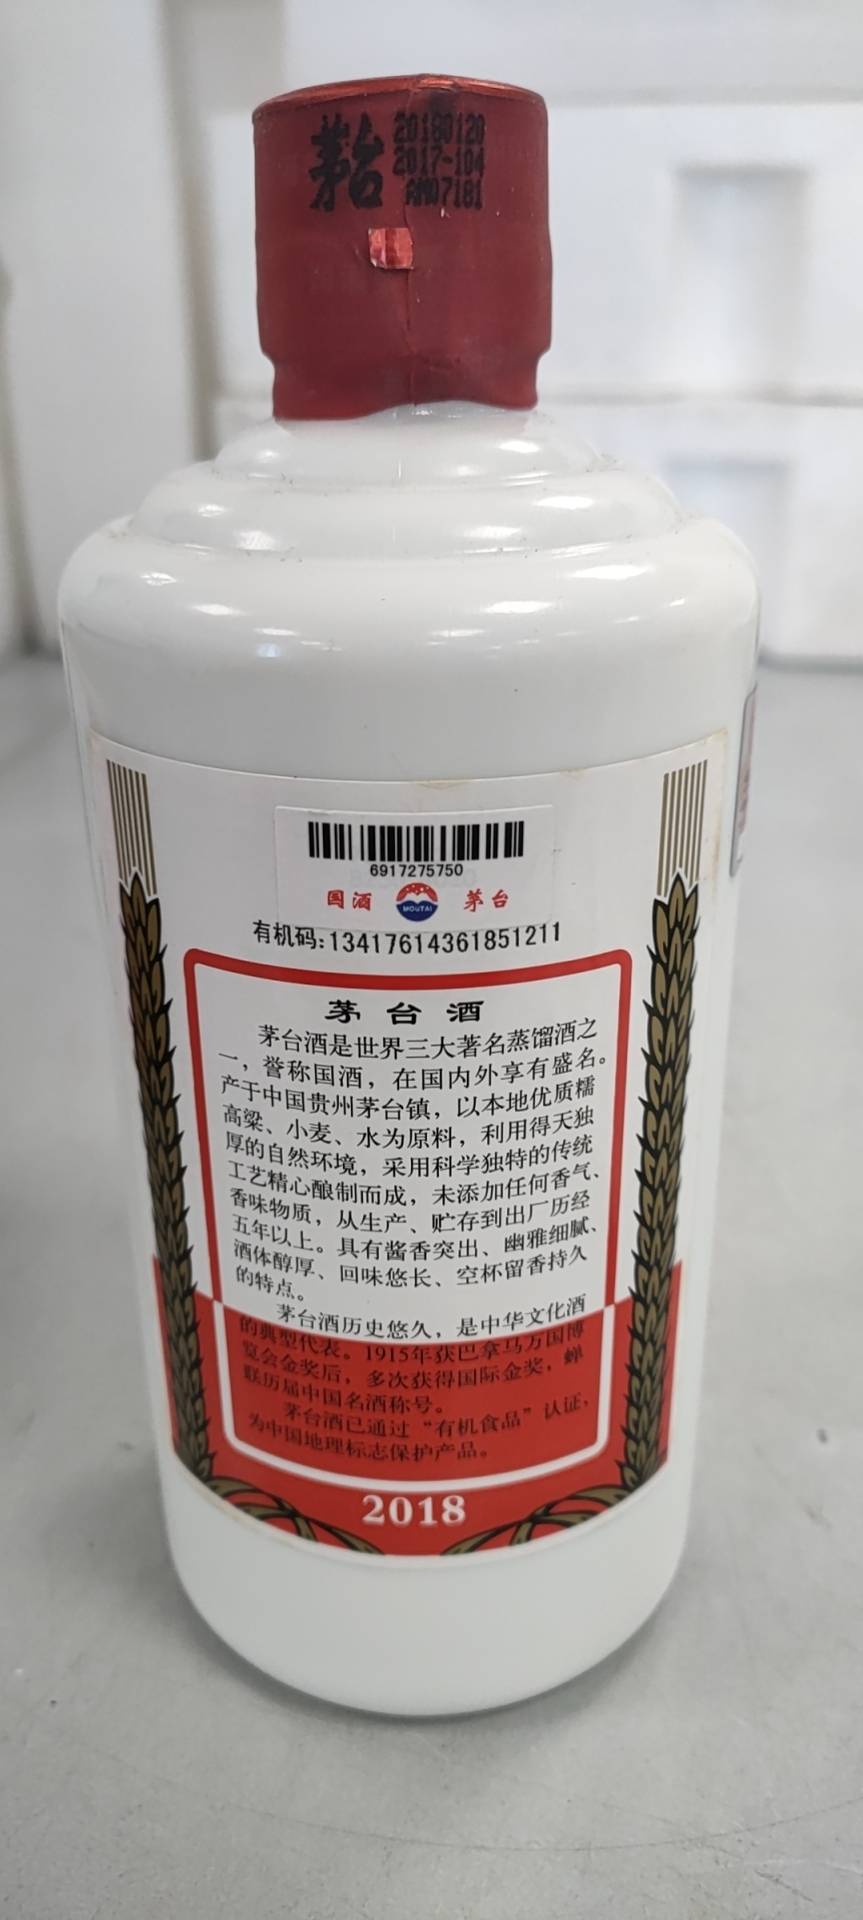 茅台
20180120
2017-104
AM07181
6917275750
国酒 MOUTAI 茅台
有机码:13417614361851211
茅台酒
茅台酒是世界三大著名蒸馏酒之
一，誉称国酒，在国内外享有盛名。
产于中国贵州茅台镇，以本地优质糯
高粱、小麦、水为原料，利用得天独
厚的自然环境，采用科学独特的传统
工艺精心酿制而成，未添加任何香气、
香味物质，从生产、贮存到出厂历经
五年以上。具有酱香突出、幽雅细腻、
酒体醇厚、回味悠长、空杯留香持久
的特点。
茅台酒历史悠久，是中华文化酒
的典型代表。1915年获巴拿马万国博
览会金奖后，多次获得国际金奖，蝉
联历届中国名酒称号。
茅台酒已通过“有机食品”认证，
为中国地理标志保护产品。
2018